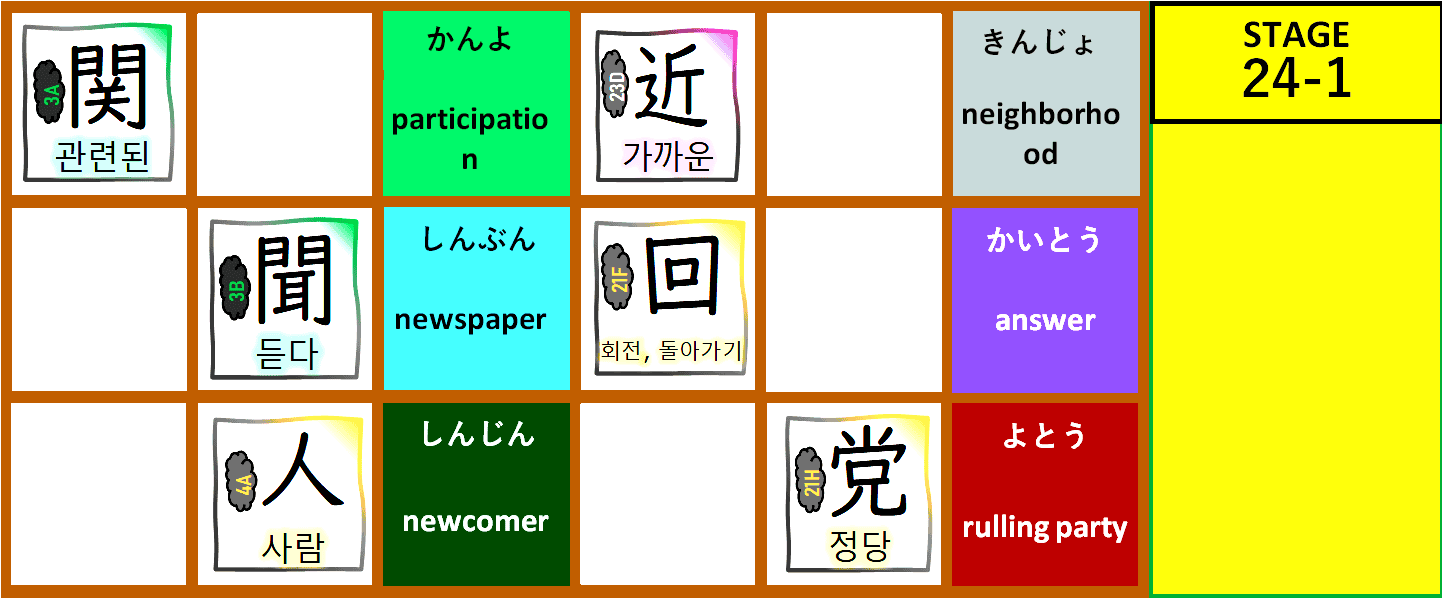 3A
関
관련된
かんよ
participatio
n
23D
近
가까운
きんじょ
neighborho
od
STAGE
24-1
3B
聞
듣다
しんぶん
newspaper
21F
回
회전, 돌아가기
かいとう
answer
4A
人
사람
しんじん
newcomer
21H
党
정당
よとう
rulling party